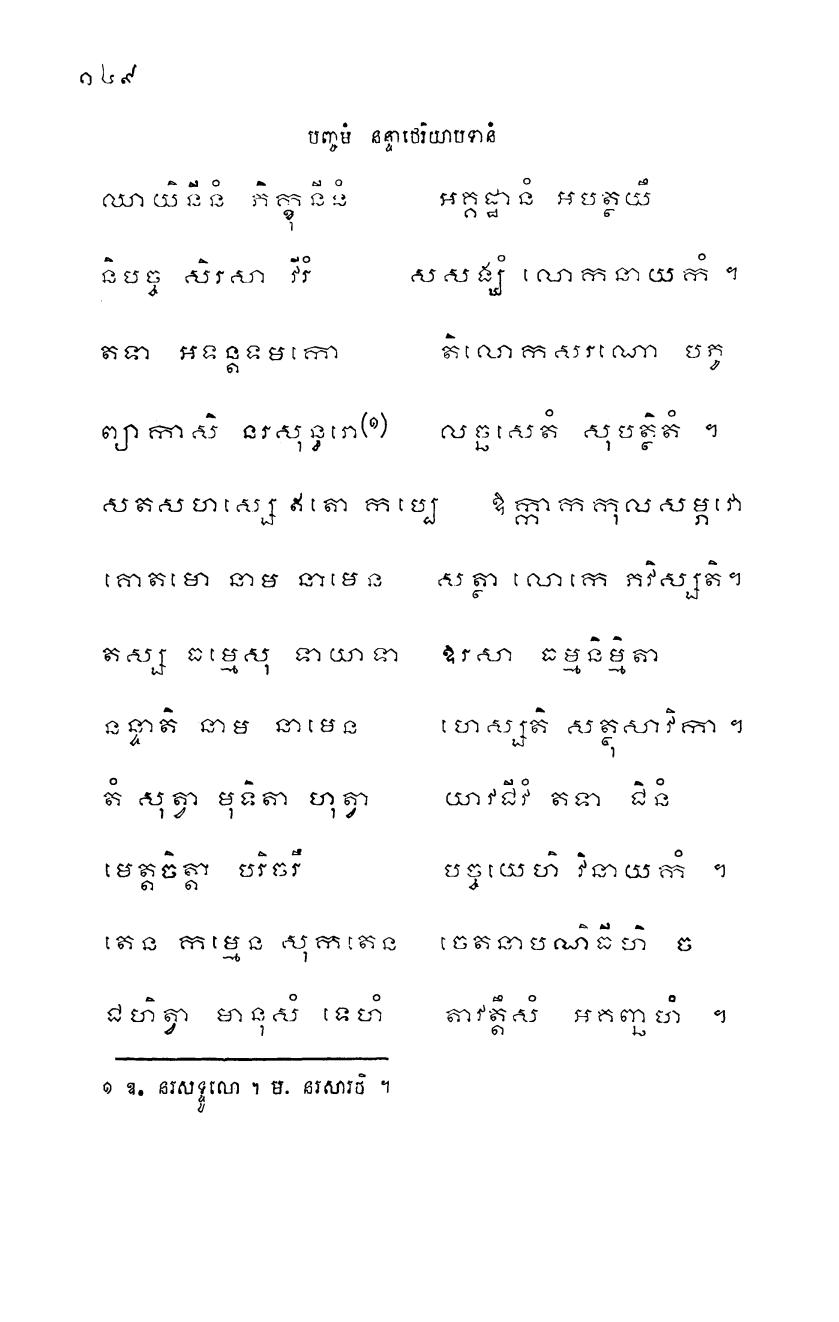 ១៤៩
បញ្ចមំ នន្ទាថេរិយាបទានំ
ឈាយិនីនំ ភិក្ខុនីនំ អគ្គដ្ឋានំ អបត្ថយឹ
និបច្ច សិរសា វីរំ សសង្ឃំ លោកនាយកំ ។
តទា អទន្តទមកោ តិលោកសរណោ បភូ
ព្យាកាសិ នរសុន្ទរោ(១) លច្ឆសេតំ សុបត្ថិតំ ។
សតសហស្សេ ឥតោ កប្បេ ឱក្កាកកុលសម្ភវោ
គោតមោ នាម នាមេន សត្ថា លោកេ ភវិស្សតិ។
តស្ស ធម្មេសុ ទាយាទា ឱរសា ធម្មនិម្មិតា
នន្ទាតិ នាម នាមេន ហេស្សតិ សត្ថុសាវិកា ។
តំ សុត្វា មុទិតា ហុត្វា យាវជីវំ តទា ជិនំ
មេត្តចិត្តា បរិចរឹ បច្ចយេហិ វិនាយកំ ។
តេន កម្មេន សុកតេន ចេតនាបណិធីហិ ច
ជហិត្វា មានុសំ ទេហំ តាវត្តឹសំ អគញ្ឆហំ ។
១ ឧ. នរសទ្ទូលោ ។ ម. នរសារថិ ។